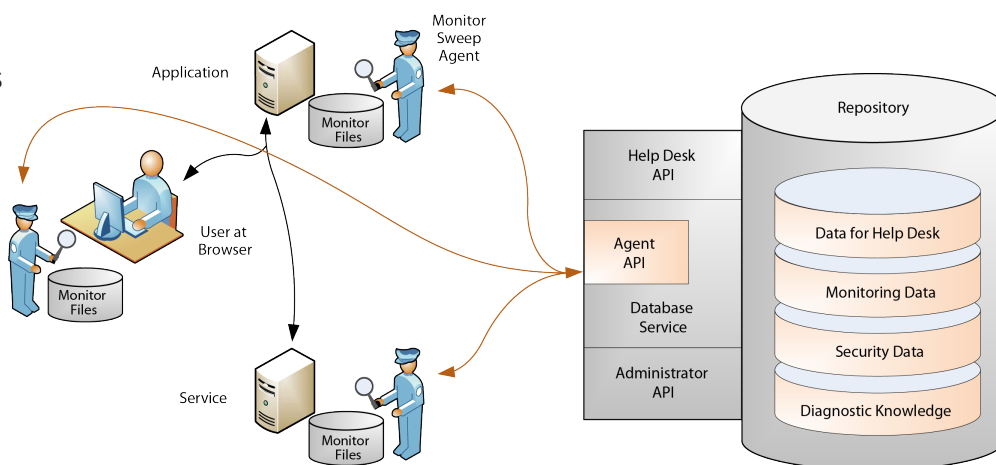 Monitor
Sweep
Agent
Application
Monitor
Files
s
User at
Browser
Monitor
Files
Service
Monitor
Files
Help Desk
API
Agent
API
Database
Service
Administrator
API
Repository
Data for Help Desk
Monitoring Data
Security Data
Diagnostic Knowledge